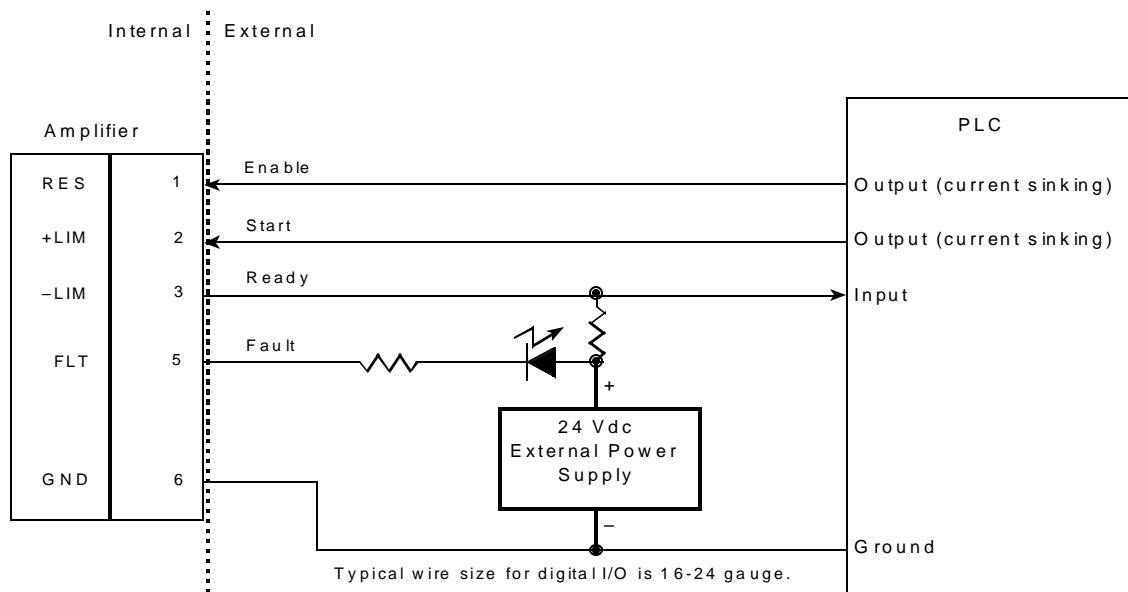 Internal External
Amplifier
PLC
RES 1 Enable Output (current sinking)
+LIM 2 Start Output (current sinking)
–LIM 3 Ready Input
FLT 5 Fault
+
24 Vdc
External Power
Supply
GND 6
–
Ground
Typical wire size for digital I/O is 16-24 gauge.